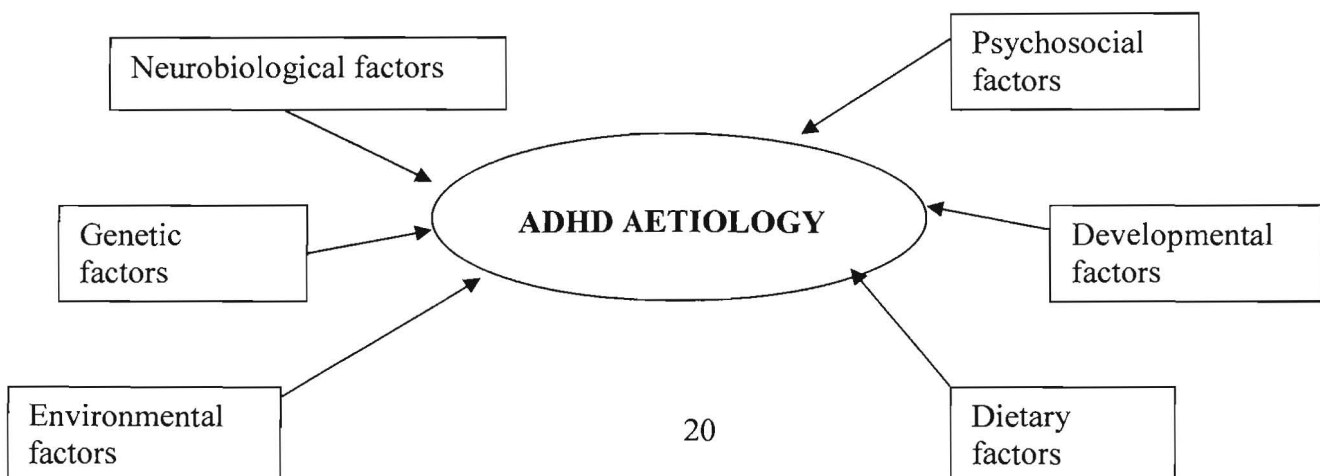 Neurobiological factors
Psychosocial
factors
ADHD AETIOLOGY
Genetic
factors
Developmental
factors
Environmental
factors
20
Dietary
factors